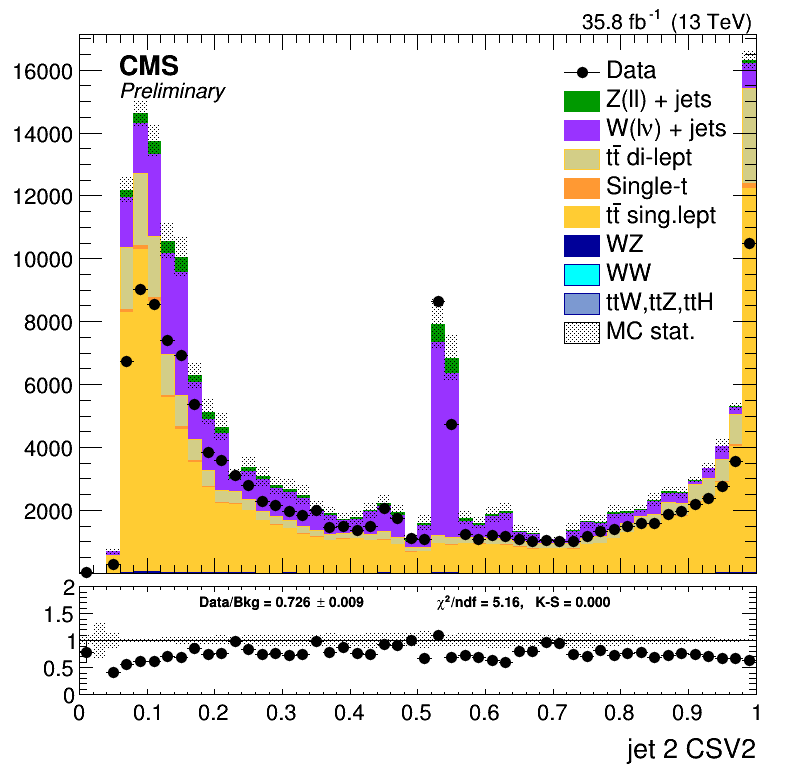 35.8 fb⁻¹ (13 TeV)
CMS
Preliminary
16000
14000
12000
10000
8000
6000
4000
2000
Data
Z(ll) + jets
W(lν) + jets
tt̄ di-lept
Single-t
tt̄ sing.lept
WZ
WW
ttW,ttZ,ttH
MC stat.
2
1.5
1
0.5
0
Data/Bkg = 0.726 ± 0.009
χ²/ndf = 5.16, K-S = 0.000
0 0.1 0.2 0.3 0.4 0.5 0.6 0.7 0.8 0.9 1
jet 2 CSV2